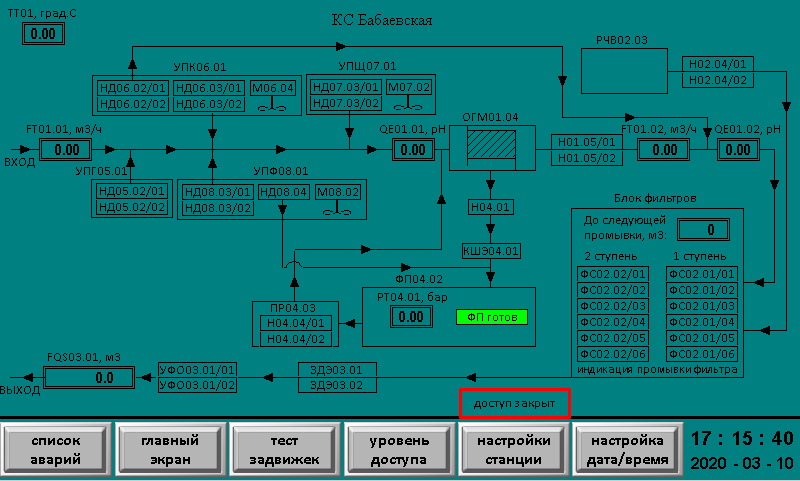 TT01, град.С
0.00
КС Бабаевская
РЧВ02.03
УПК06.01
УПЩ07.01
Н02.04/01
Н02.04/02
НД06.02/01
НД06.02/02
НД06.03/01
НД06.03/02
М06.04
НД07.03/01
НД07.03/02
М07.02
ОГМ01.04
FT01.01, м3/ч
0.00
ВХОД
QE01.01, pH
0.00
Н01.05/01
Н01.05/02
FT01.02, м3/ч
0.00
QE01.02, pH
0.00
УПГ05.01
НД05.02/01
НД05.02/02
УПФ08.01
НД08.03/01
НД08.03/02
НД08.04
М08.02
Н04.01
КШЭ04.01
Блок фильтров
До следующей
промывки, м3:
0
2 ступень
1 ступень
ФС02.02/01
ФС02.01/01
ФС02.02/02
ФС02.01/02
ФС02.02/03
ФС02.01/03
ФС02.02/04
ФС02.01/04
ФС02.02/05
ФС02.01/05
ФС02.02/06
ФС02.01/06
индикация промывки фильтра
ФП04.02
РТ04.01, бар
0.00
ФП готов
ПР04.03
Н04.04/01
Н04.04/02
FQS03.01, м3
0.0
ВЫХОД
УФО03.01/01
УФО03.01/02
ЗДЭ03.01
ЗДЭ03.02
доступ закрыт
список
аварий
главный
экран
тест
задвижек
уровень
доступа
настройки
станции
настройка
дата/время
17 : 15 : 40
2020 - 03 - 10